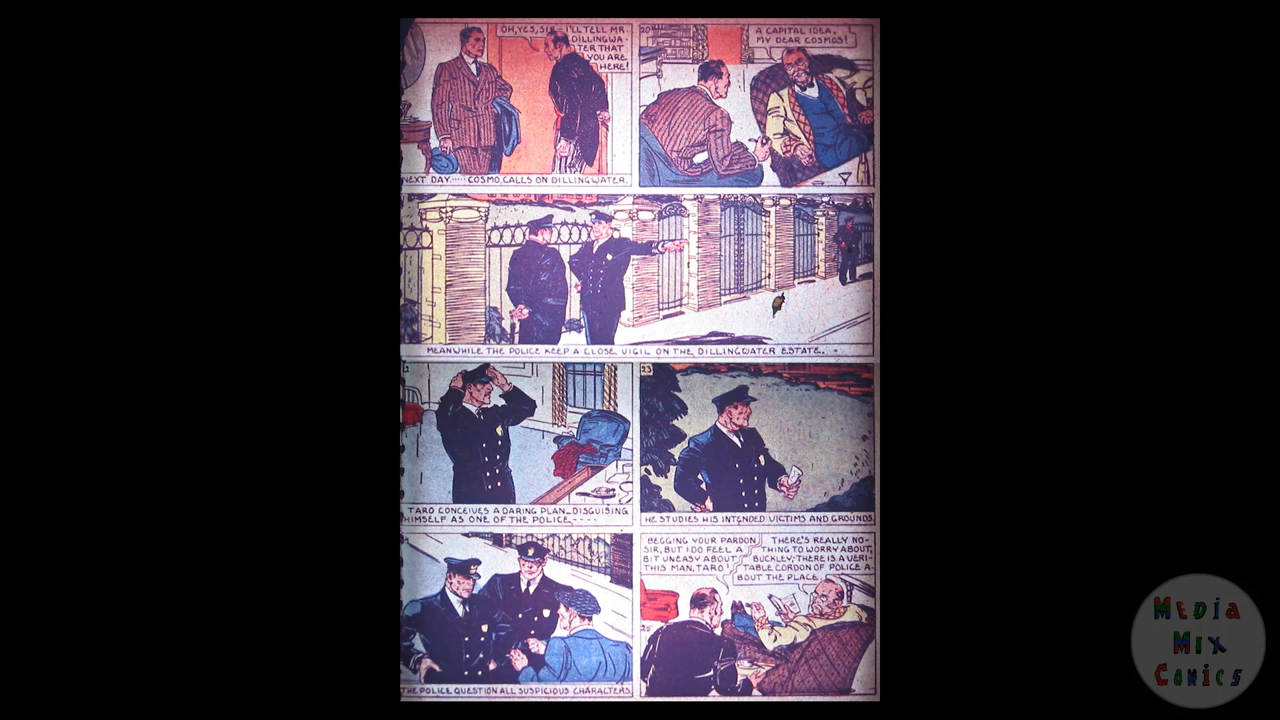 OH, YES, SIR - I'LL TELL MR.
DILLINGWA-
TER THAT
YOU ARE
HERE!
NEXT DAY.... COSMO CALLS ON DILLINGWATER.
20
A CAPITAL IDEA,
MY DEAR COSMOS!
MEANWHILE THE POLICE KEEP A CLOSE VIGIL ON THE DILLINGWATER ESTATE.
TARO CONCEIVES A DARING PLAN_DISGUISING
HIMSELF AS ONE OF THE POLICE----
23
HE STUDIES HIS INTENDED VICTIMS AND GROUNDS.
THE POLICE QUESTION ALL SUSPICIOUS CHARACTERS.
BEGGING YOUR PARDON
SIR, BUT I DO FEEL A
BIT UNEASY ABOUT
THIS MAN, TARO!
THERE'S REALLY NO-
THING TO WORRY ABOUT,
BUCKLEY; THERE IS A VERI-
TABLE CORDON OF POLICE A-
BOUT THE PLACE.
25
MEDiA
MiX
COMiCS